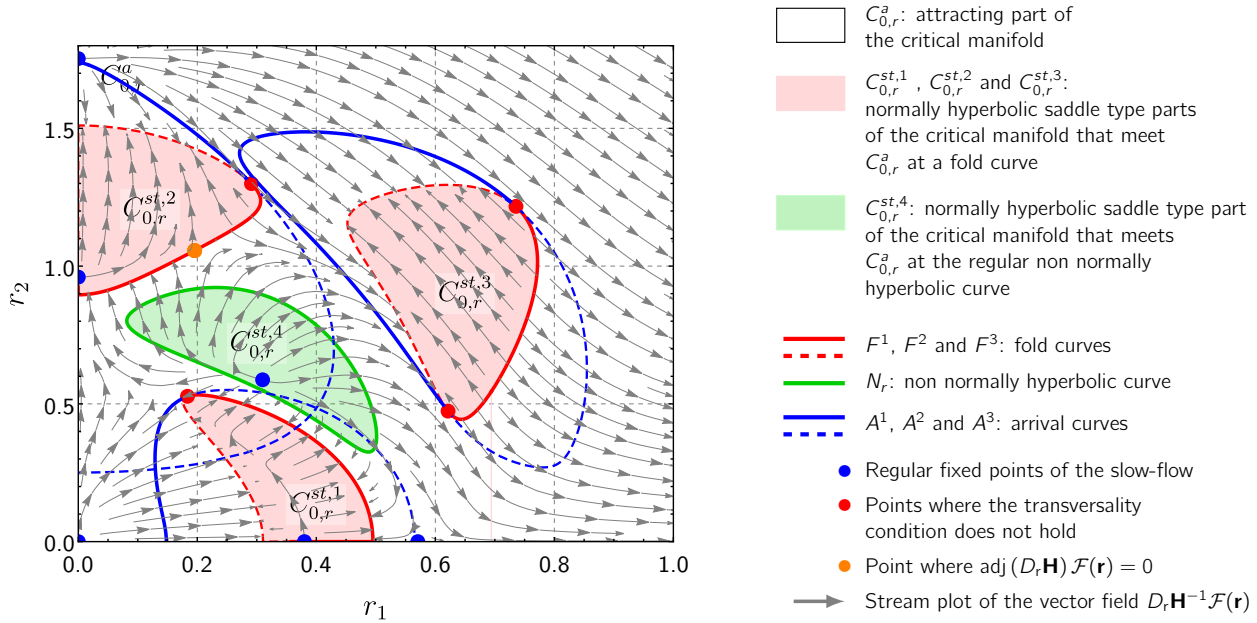 C^a_{0,r}
C^{st,2}_{0,r}
C^{st,3}_{0,r}
C^{st,4}_{0,r}
C^{st,1}_{0,r}
1.5
1.0
0.5
0.0
r_2
0.0 0.2 0.4 0.6 0.8 1.0
r_1
C^a_{0,r}: attracting part of
the critical manifold
C^{st,1}_{0,r} , C^{st,2}_{0,r} and C^{st,3}_{0,r}:
normally hyperbolic saddle type parts
of the critical manifold that meet
C^a_{0,r} at a fold curve
C^{st,4}_{0,r}: normally hyperbolic saddle type part
of the critical manifold that meets
C^a_{0,r} at the regular non normally
hyperbolic curve
F^1, F^2 and F^3: fold curves
N_r: non normally hyperbolic curve
A^1, A^2 and A^3: arrival curves
Regular fixed points of the slow-flow
Points where the transversality
condition does not hold
Point where adj (D_r H) F(r) = 0
Stream plot of the vector field D_r H^{-1} F(r)